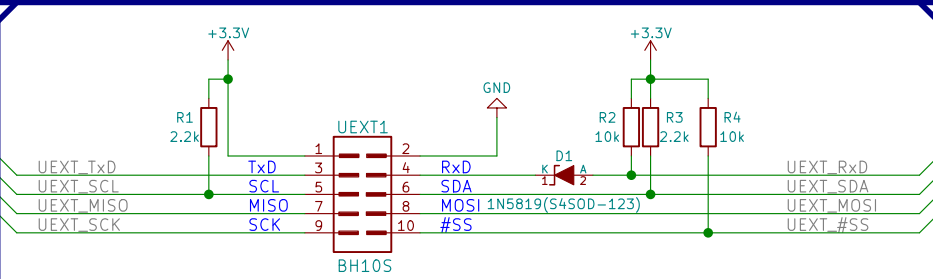 +3.3V
+3.3V
GND
R1
2.2k
R2
10k
R3
2.2k
R4
10k
UEXT1
1 2
D1
K A
1 2
1N5819(S4SOD-123)
UEXT_TxD TxD 3 4 RxD UEXT_RxD
UEXT_SCL SCL 5 6 SDA UEXT_SDA
UEXT_MISO MISO 7 8 MOSI UEXT_MOSI
UEXT_SCK SCK 9 10 #SS UEXT_#SS
BH10S